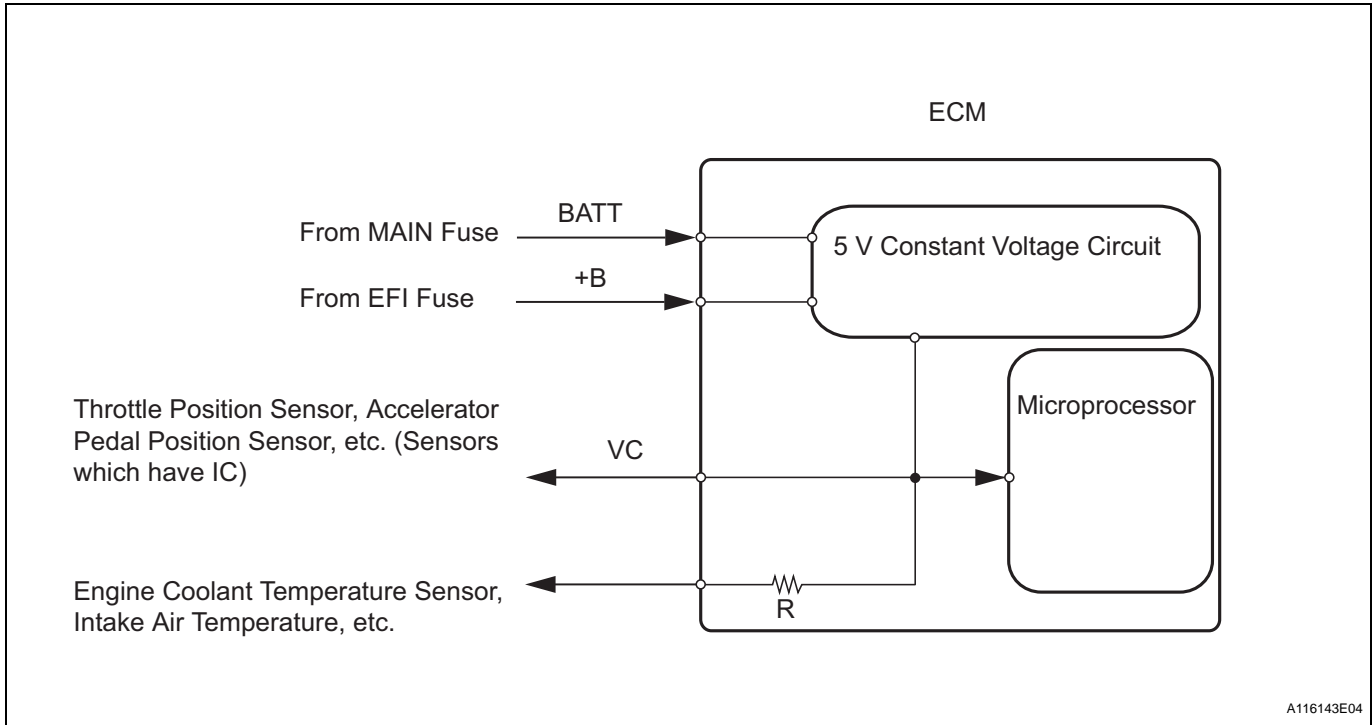 ECM
BATT
From MAIN Fuse
5 V Constant Voltage Circuit
+B
From EFI Fuse
Microprocessor
Throttle Position Sensor, Accelerator
Pedal Position Sensor, etc. (Sensors
which have IC)
VC
Engine Coolant Temperature Sensor,
Intake Air Temperature, etc.
R
A116143E04